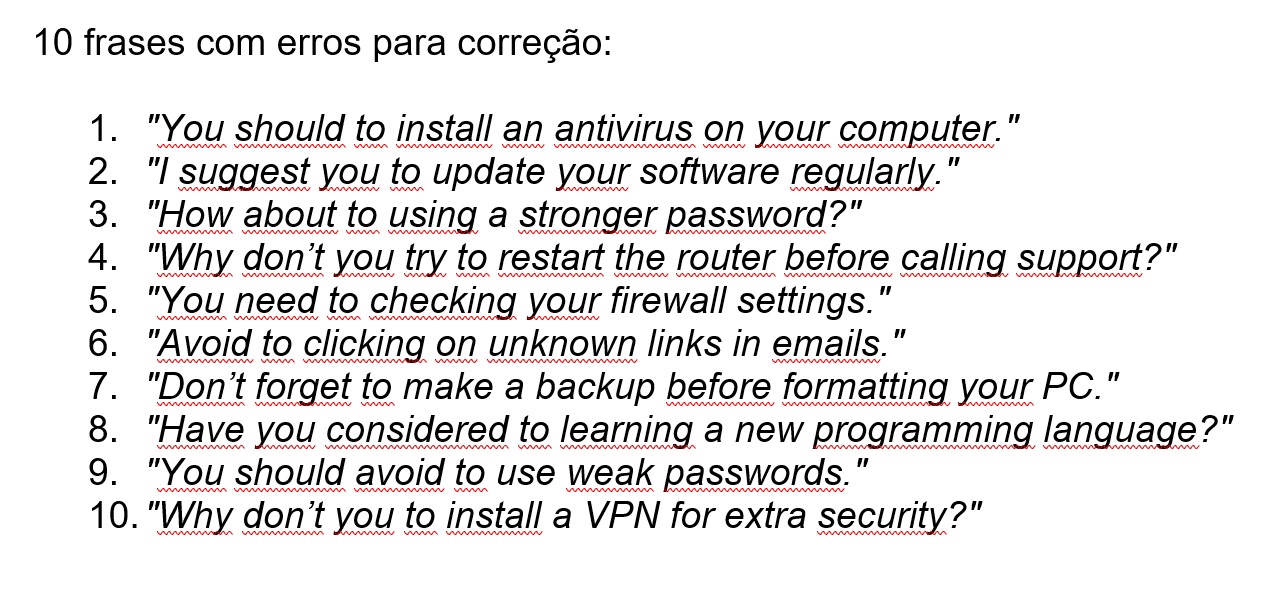 10 frases com erros para correção:
1. "You should to install an antivirus on your computer."
2. "I suggest you to update your software regularly."
3. "How about to using a stronger password?"
4. "Why don’t you try to restart the router before calling support?"
5. "You need to checking your firewall settings."
6. "Avoid to clicking on unknown links in emails."
7. "Don’t forget to make a backup before formatting your PC."
8. "Have you considered to learning a new programming language?"
9. "You should avoid to use weak passwords."
10. "Why don’t you to install a VPN for extra security?"